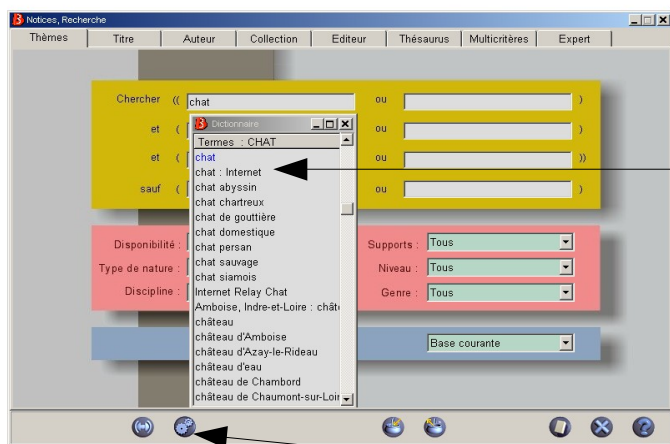 Notices, Recherche
Thèmes Titre Auteur Collection Editeur Thésaurus Multicritères Expert
Chercher (( chat ou )
et ( ou )
et ( ou ))
sauf ( ou )
Dictionnaire
Termes : CHAT
chat
chat : Internet
chat abyssin
chat chartreux
chat de gouttière
chat domestique
chat persan
chat sauvage
chat siamois
Internet Relay Chat
Amboise, Indre-et-Loire : châte
château
château d'Amboise
château d'Azay-le-Rideau
château d'eau
château de Chambord
château de Chaumont-sur-Loir
Disponibilité : Supports : Tous
Type de nature : Niveau : Tous
Discipline : Genre : Tous
Base courante